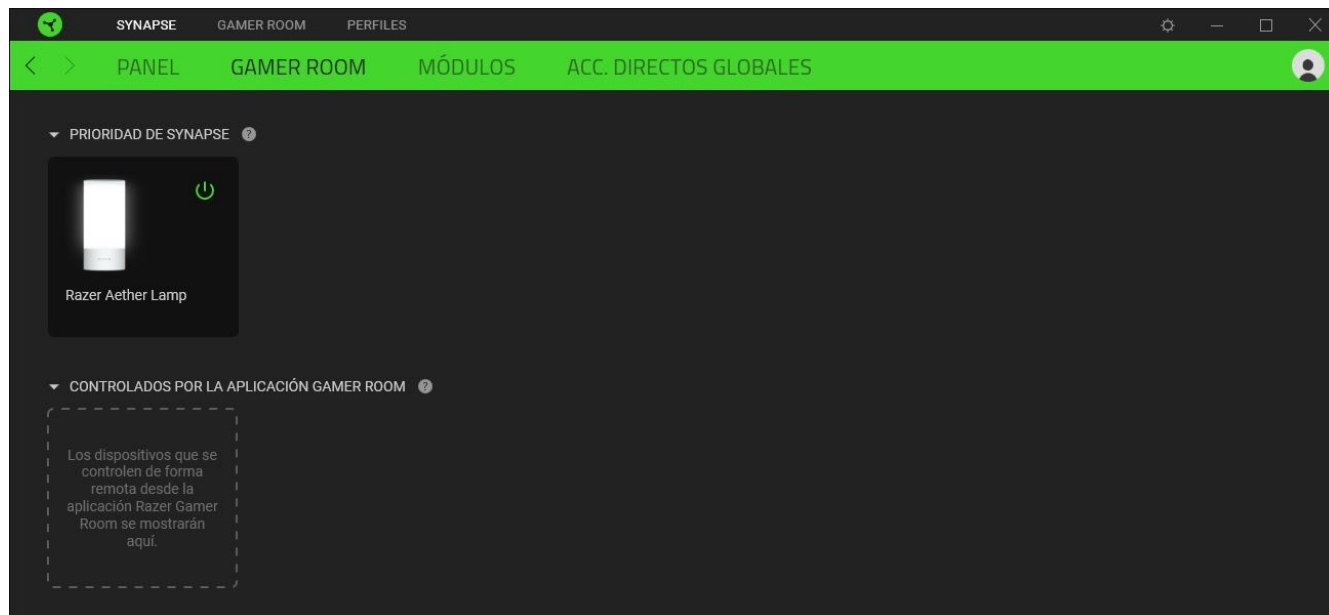 SYNAPSE GAMER ROOM PERFILES
PANEL GAMER ROOM MÓDULOS ACC. DIRECTOS GLOBALES
PRIORIDAD DE SYNAPSE ?
Razer Aether Lamp
CONTROLADOS POR LA APLICACIÓN GAMER ROOM ?
Los dispositivos que se
controlen de forma
remota desde la
aplicación Razer Gamer
Room se mostrarán
aquí.